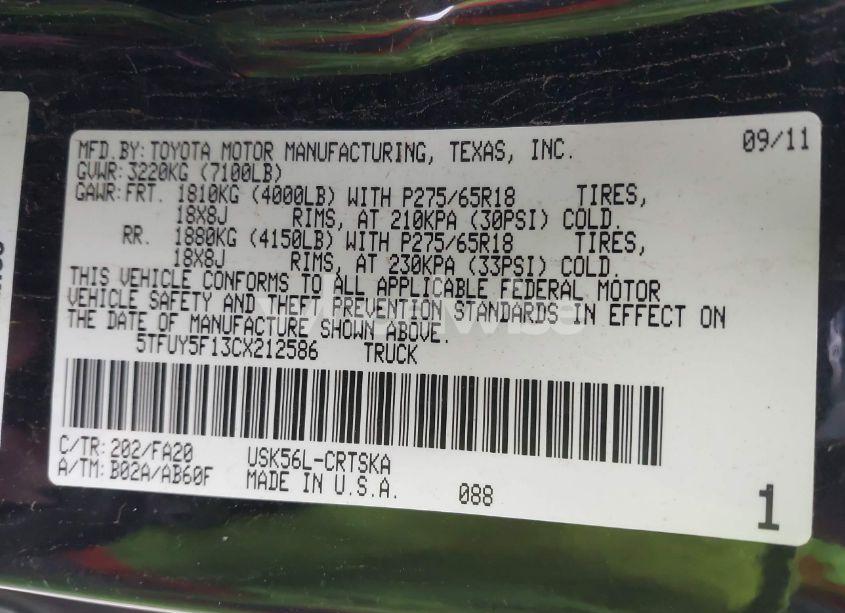 MFD.BY:TOYOTA MOTOR MANUFACTURING, TEXAS, INC. 09/11
GVWR:3220KG (7100LB)
GAWR:FRT. 1810KG (4000LB) WITH P275/65R18 TIRES,
18X8J RIMS, AT 210KPA (30PSI) COLD.
RR. 1880KG (4150LB) WITH P275/65R18 TIRES,
18X8J RIMS, AT 230KPA (33PSI) COLD.
THIS VEHICLE CONFORMS TO ALL APPLICABLE FEDERAL MOTOR
VEHICLE SAFETY AND THEFT PREVENTION STANDARDS IN EFFECT ON
THE DATE OF MANUFACTURE SHOWN ABOVE.
5TFUY5F13CX212586 TRUCK
C/TR:202/FA20 USK56L-CRTSKA
A/TM:B02A/AB60F MADE IN U.S.A. 088
1